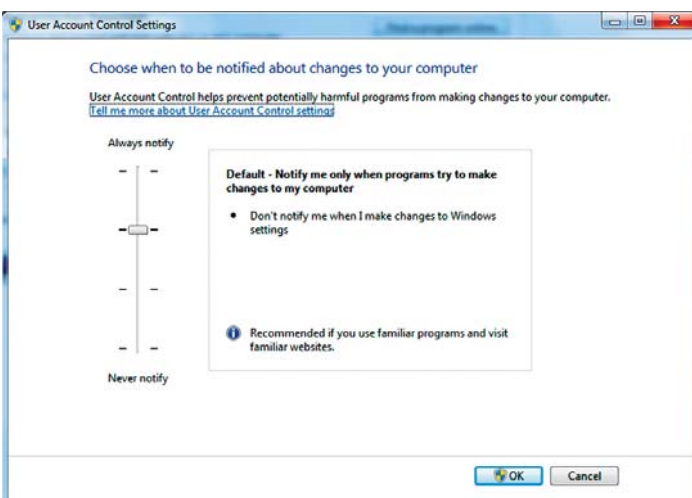 User Account Control Settings
Choose when to be notified about changes to your computer
User Account Control helps prevent potentially harmful programs from making changes to your computer.
Tell me more about User Account Control settings
Always notify
Default - Notify me only when programs try to make
changes to my computer
• Don't notify me when I make changes to Windows
settings
Recommended if you use familiar programs and visit
familiar websites.
Never notify
OK
Cancel